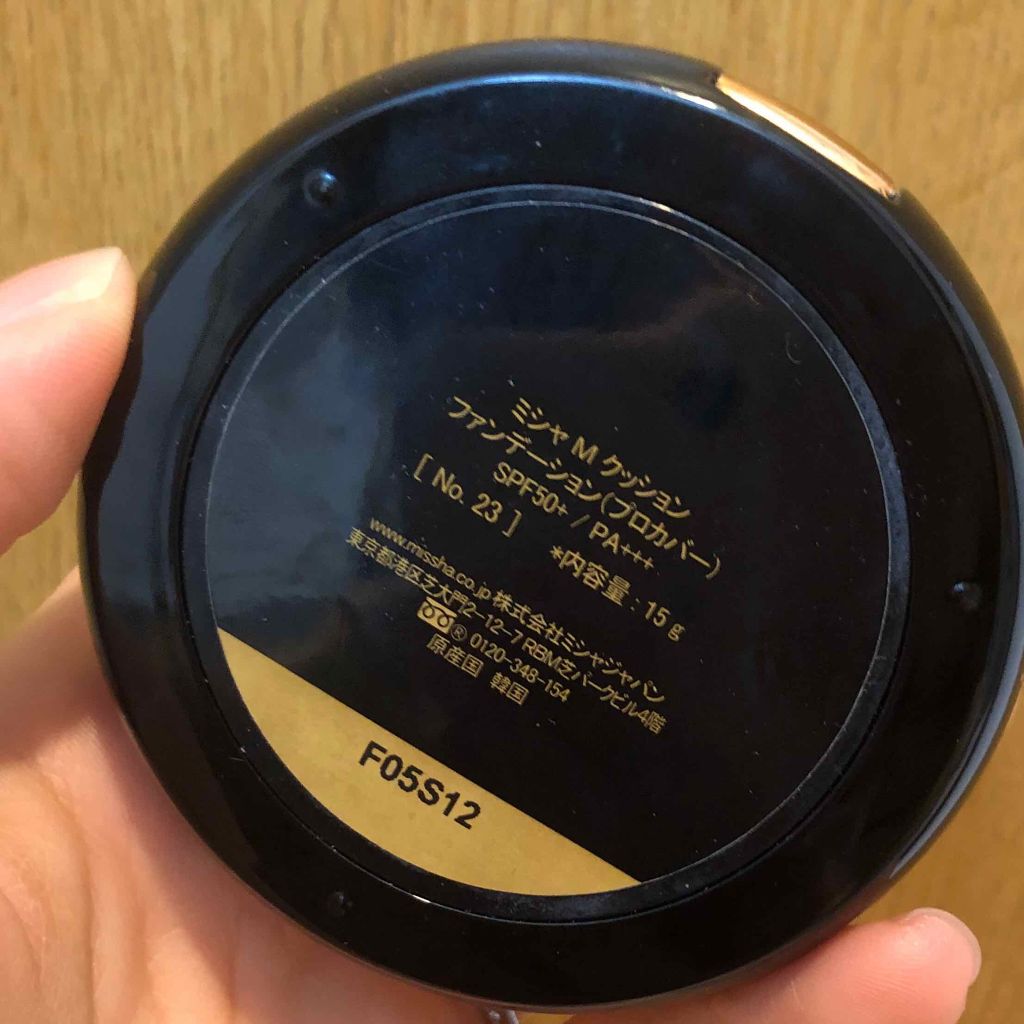 ミシャ M クッション
ファンデーション(プロカバー)
SPF50+ / PA+++
[ No. 23 ] *内容量 : 15 g
www.missha.co.jp 株式会社ミシャジャパン
東京都港区芝大門2-12-7 RBM芝パークビル4階
® 0120-348-154
原産国 韓国
F05S12